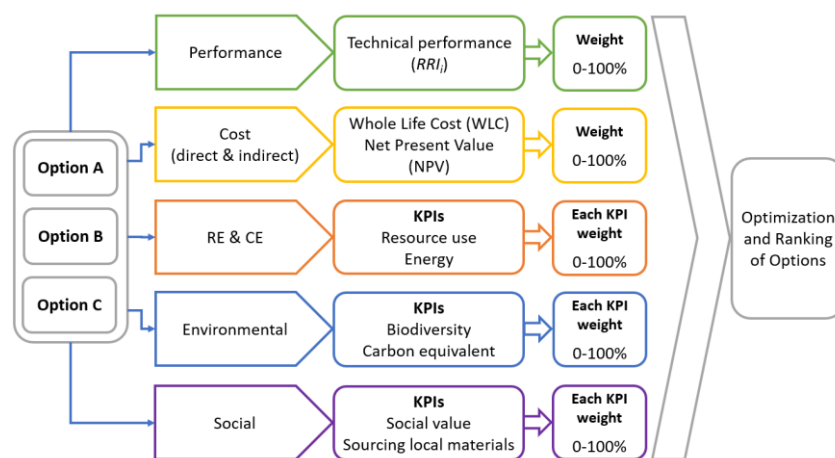 Option A
Option B
Option C
Performance
Technical performance
(RRIi)
Weight
0-100%
Cost
(direct & indirect)
Whole Life Cost (WLC)
Net Present Value
(NPV)
Weight
0-100%
RE & CE
KPIs
Resource use
Energy
Each KPI
weight
0-100%
Environmental
KPIs
Biodiversity
Carbon equivalent
Each KPI
weight
0-100%
Social
KPIs
Social value
Sourcing local materials
Each KPI
weight
0-100%
Optimization
and Ranking
of Options